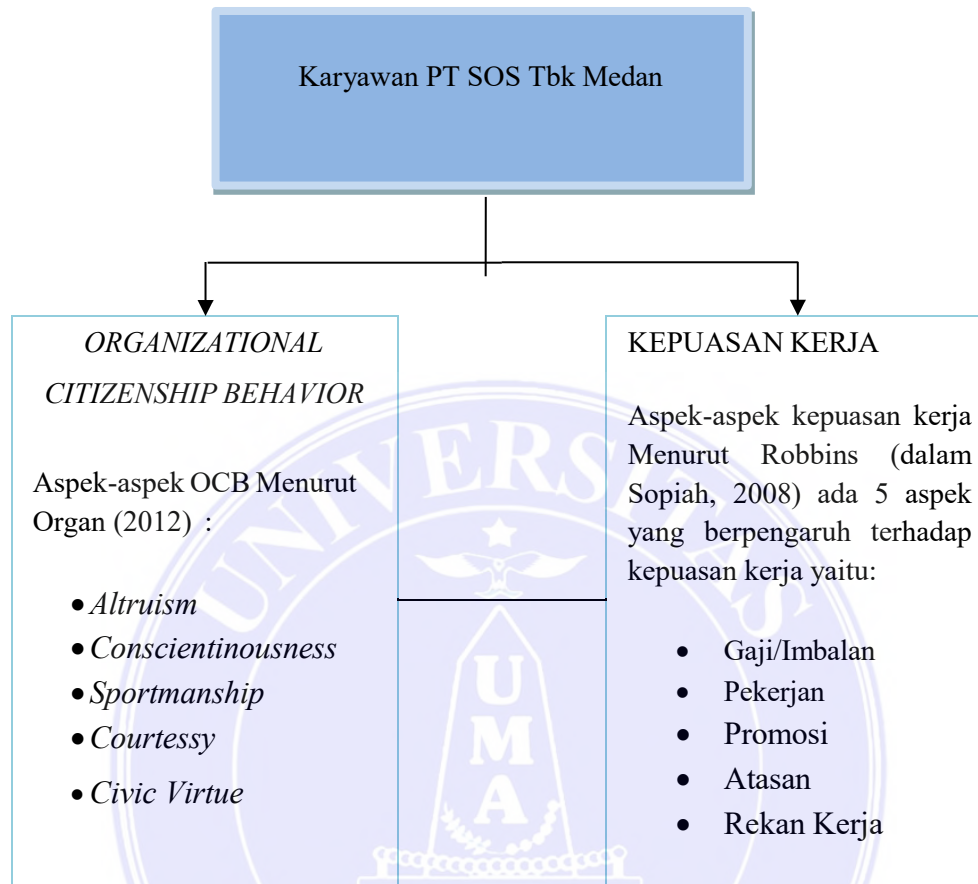 Karyawan PT SOS Tbk Medan
ORGANIZATIONAL
CITIZENSHIP BEHAVIOR
Aspek-aspek OCB Menurut
Organ (2012) :
• Altruism
• Conscientinousness
• Sportmanship
• Courtessy
• Civic Virtue
KEPUASAN KERJA
Aspek-aspek kepuasan kerja
Menurut Robbins (dalam
Sopiah, 2008) ada 5 aspek
yang berpengaruh terhadap
kepuasan kerja yaitu:
• Gaji/Imbalan
• Pekerjan
• Promosi
• Atasan
• Rekan Kerja
UNIVERSITAS
U
M
A